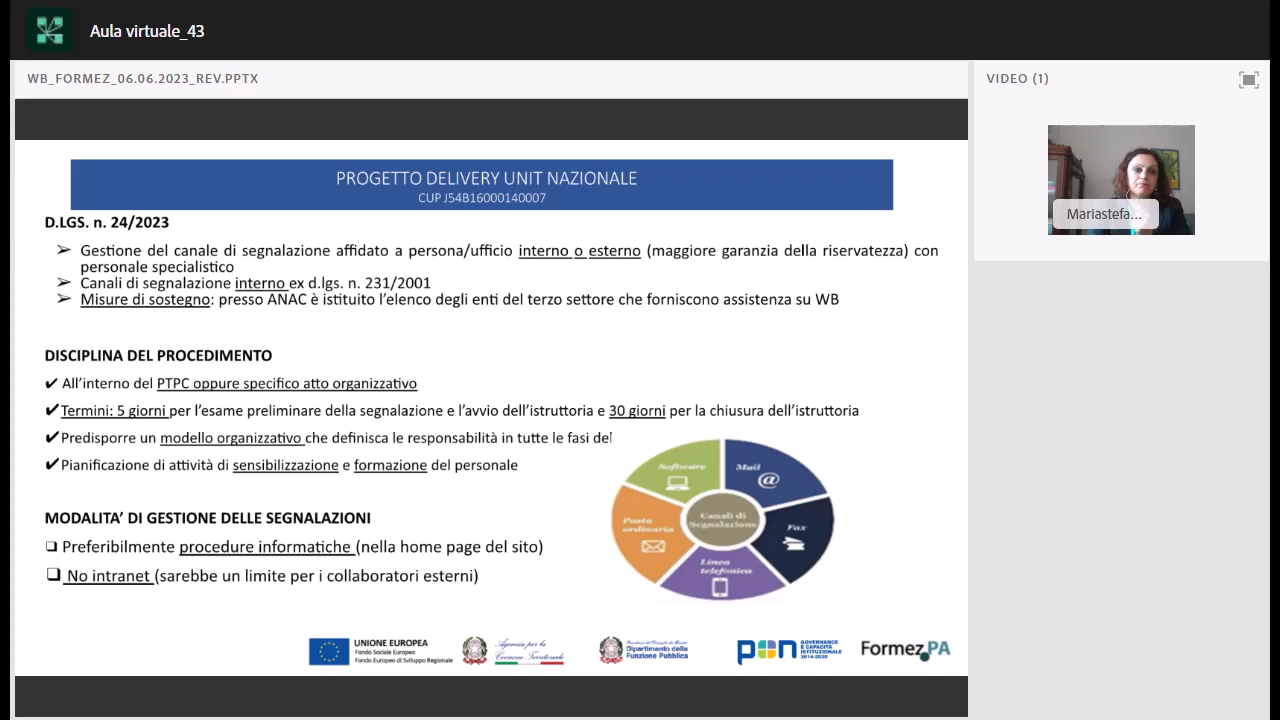 Aula virtuale_43
WB_FORMEZ_06.06.2023_REV.PPTX
VIDEO (1)
Mariastefa...
PROGETTO DELIVERY UNIT NAZIONALE
CUP J54B16000140007
D.LGS. n. 24/2023
➢ Gestione del canale di segnalazione affidato a persona/ufficio interno o esterno (maggiore garanzia della riservatezza) con
personale specialistico
➢ Canali di segnalazione interno ex d.lgs. n. 231/2001
➢ Misure di sostegno: presso ANAC è istituito l'elenco degli enti del terzo settore che forniscono assistenza su WB
DISCIPLINA DEL PROCEDIMENTO
✔ All'interno del PTPC oppure specifico atto organizzativo
✔Termini: 5 giorni per l'esame preliminare della segnalazione e l'avvio dell'istruttoria e 30 giorni per la chiusura dell'istruttoria
✔Predisporre un modello organizzativo che definisca le responsabilità in tutte le fasi del
✔Pianificazione di attività di sensibilizzazione e formazione del personale
Software
Mail
@
Posta
ordinaria
Canali di
Segnalazione
Fax
Linea
telefonica
MODALITA' DI GESTIONE DELLE SEGNALAZIONI
❑ Preferibilmente procedure informatiche (nella home page del sito)
❑ No intranet (sarebbe un limite per i collaboratori esterni)
UNIONE EUROPEA
Fondo Sociale Europeo
Fondo Europeo di Sviluppo Regionale
Agenzia per la
Coesione Territoriale
Presidenza del Consiglio dei Ministri
Dipartimento della
Funzione Pubblica
pon
GOVERNANCE
E CAPACITÀ
ISTITUZIONALE
2014-2020
Formez PA